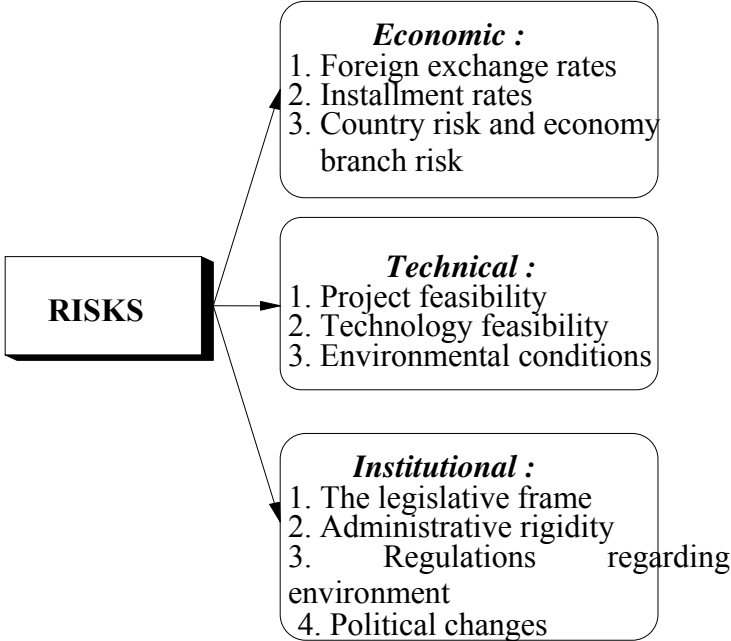 Economic :
1. Foreign exchange rates
2. Installment rates
3. Country risk and economy
branch risk
RISKS
Technical :
1. Project feasibility
2. Technology feasibility
3. Environmental conditions
Institutional :
1. The legislative frame
2. Administrative rigidity
3. Regulations regarding
environment
4. Political changes